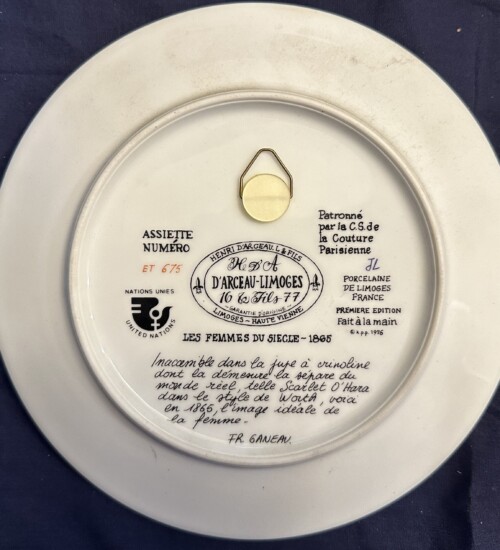 ASSIETTE
NUMÉRO
ET 675
Patronné
par la C.S. de
la Couture
Parisienne
JL
HENRI D'ARCEAU & FILS
H. D'A
D'ARCEAU-LIMOGES
16 & Fils 77
GARANTIE D'ORIGINE
LIMOGES - HAUTE VIENNE
NATIONS UNIES
UNITED NATIONS
PORCELAINE
DE LIMOGES
FRANCE
PREMIÈRE EDITION
Fait à la main
1976
LES FEMMES DU SIECLE - 1865
dans la jupe à crinoline
dont la démesure la sépare du
monde réel, telle Scarlet O'Hara
dans le style de Worth, voici
en 1865, l'image idéale de
la femme.
FR GANEAU.